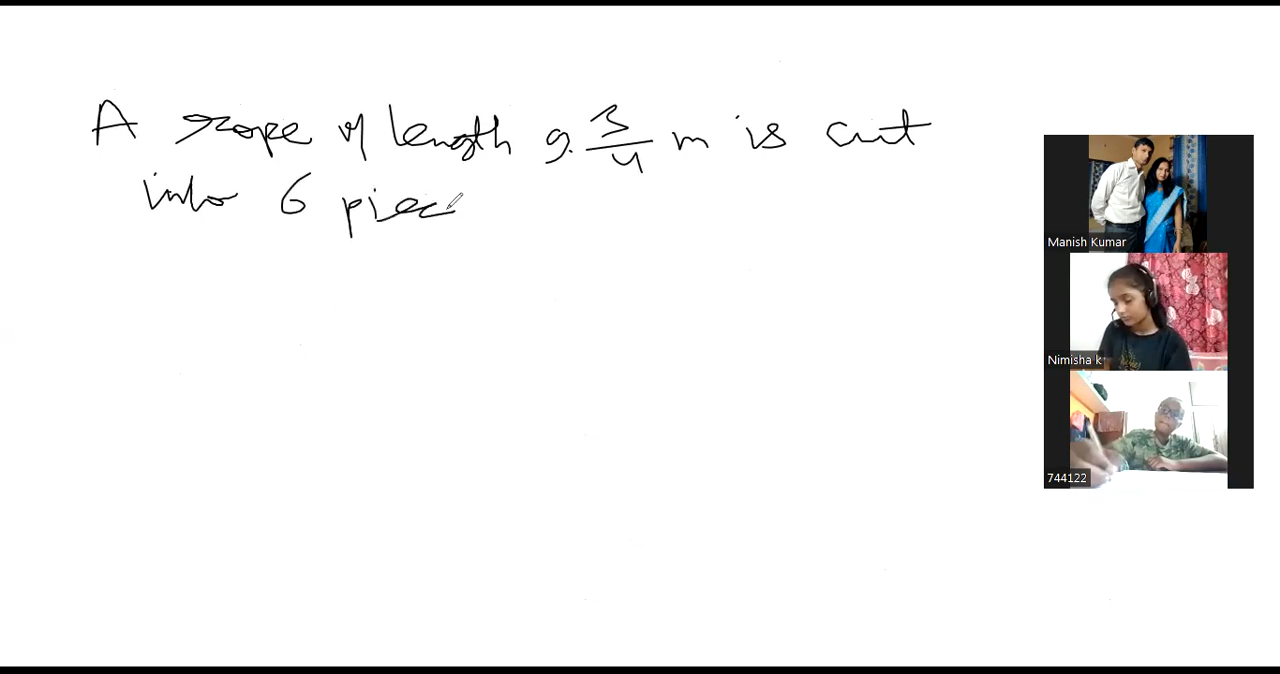 A rope of length 9 3/4 m is cut
into 6 piec
Manish Kumar
Nimisha k
744122